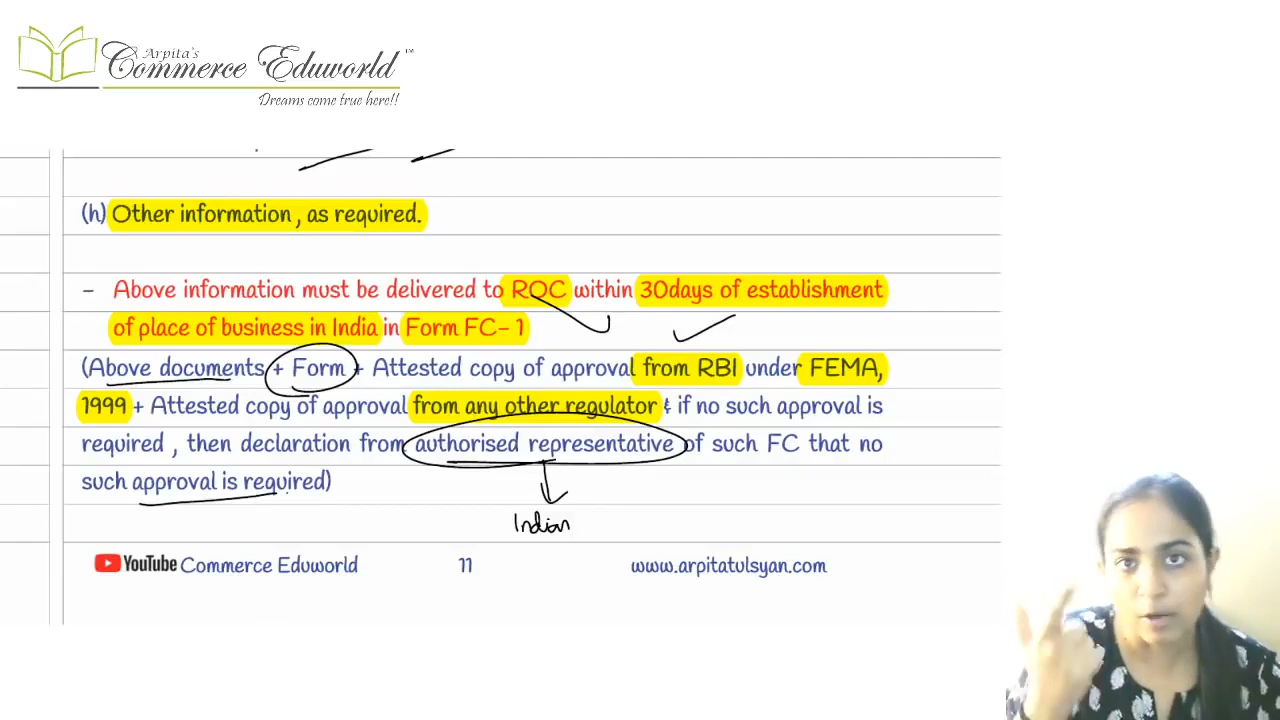 Arpita's
Commerce Eduworld™
Dreams come true here!!
(h) Other information, as required.
- Above information must be delivered to ROC within 30days of establishment
of place of business in India in Form FC-1
(Above documents + Form + Attested copy of approval from RBI under FEMA,
1999 + Attested copy of approval from any other regulator & if no such approval is
required, then declaration from authorised representative of such FC that no
such approval is required)
Indian
YouTube Commerce Eduworld 11 www.arpitatulsyan.com